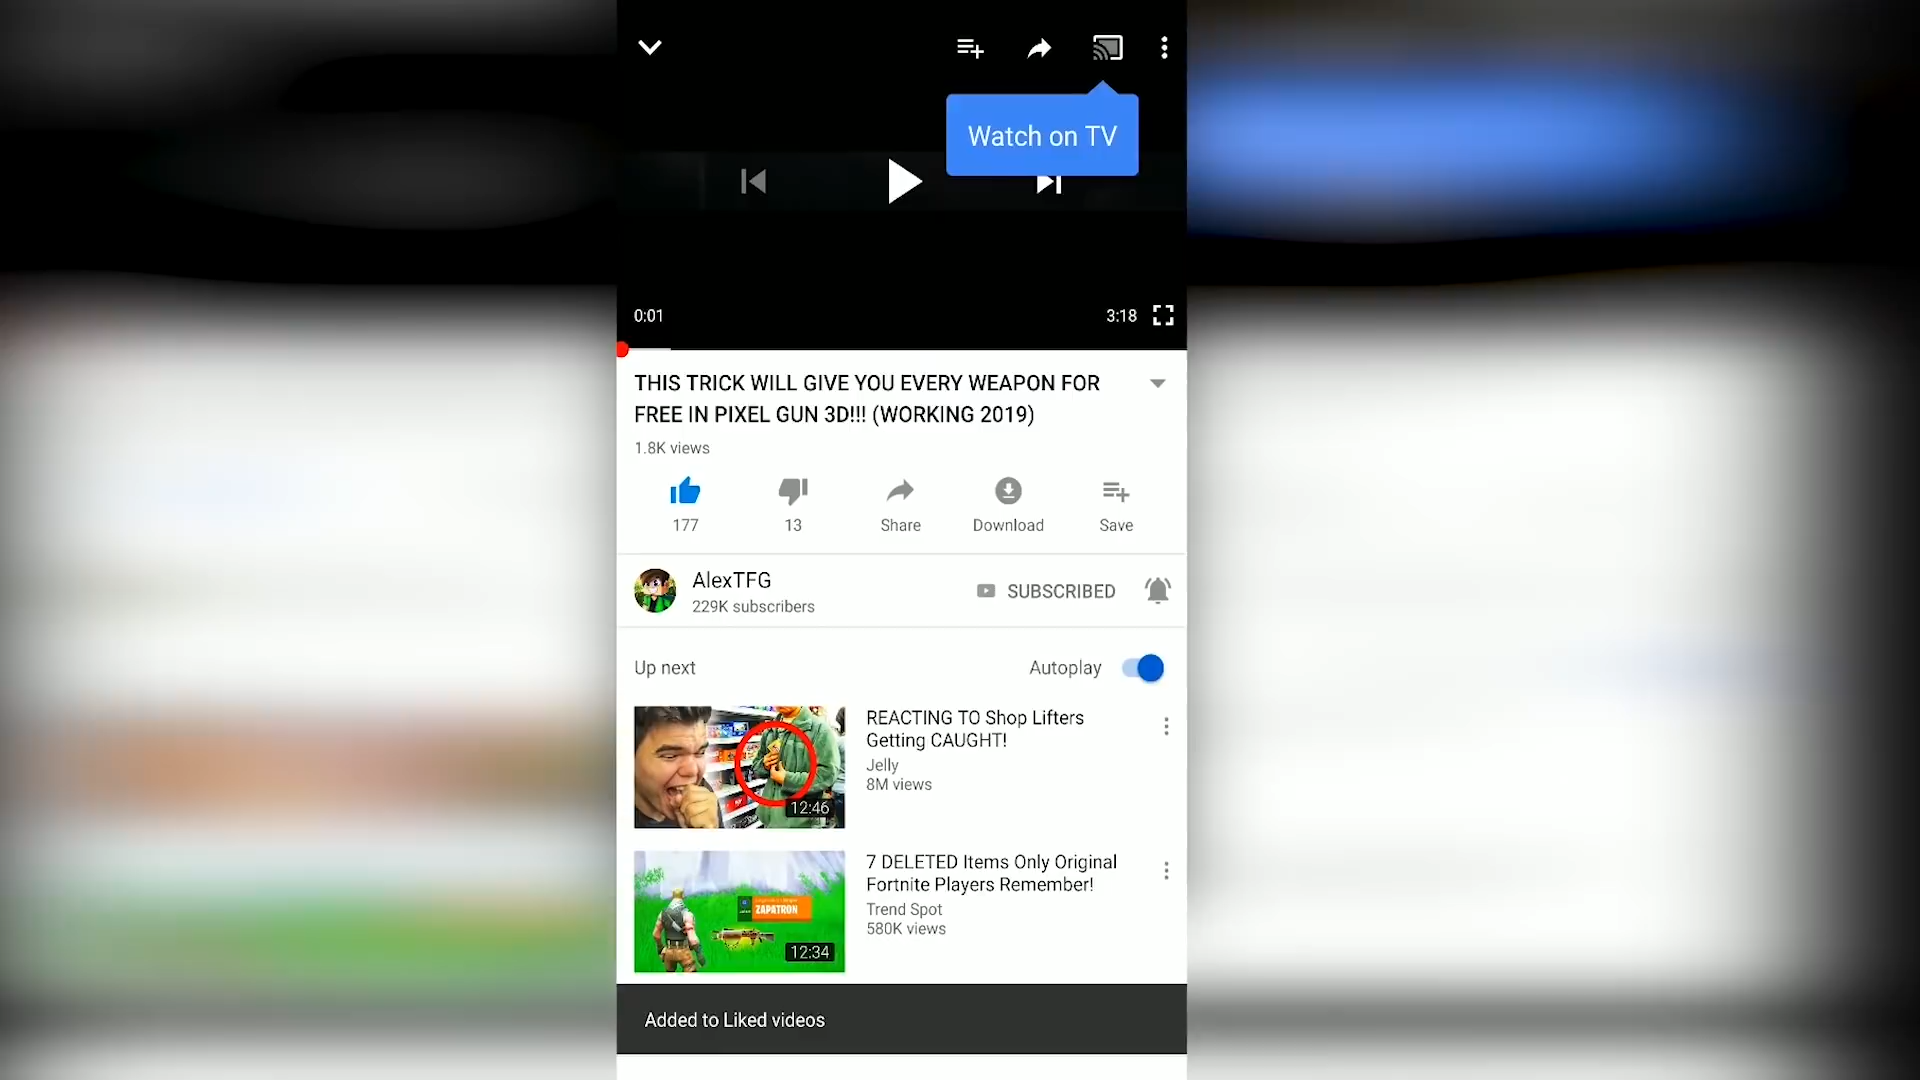 Watch on TV
0:01
3:18
THIS TRICK WILL GIVE YOU EVERY WEAPON FOR
FREE IN PIXEL GUN 3D!!! (WORKING 2019)
1.8K views
177
13
Share
Download
Save
AlexTFG
229K subscribers
SUBSCRIBED
Up next
Autoplay
REACTING TO Shop Lifters
Getting CAUGHT!
Jelly
8M views
12:46
7 DELETED Items Only Original
Fortnite Players Remember!
Trend Spot
580K views
ZAPATRON
12:34
Added to Liked videos